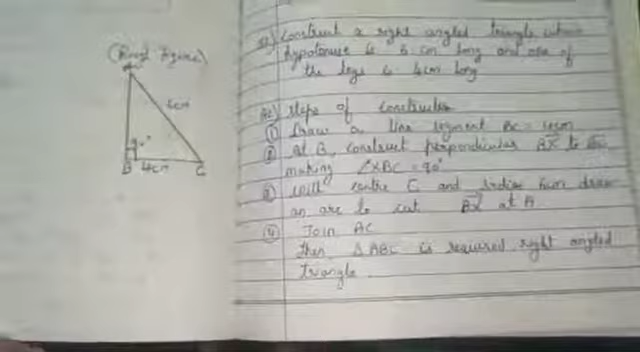 (Rough figure)
A
6cm
90°
B 4cm C
Construct a right angled triangle whose
hypotenuse is 6 cm long and one of
the legs is 4cm long
steps of construction
① Draw a line segment BC = 4cm
② At B, construct perpendicular BX to BC
making ∠XBC = 90°
③ with centre C and radius 6cm draw
an arc to cut BX at A
④ Join AC
then △ABC is required right angled
triangle.